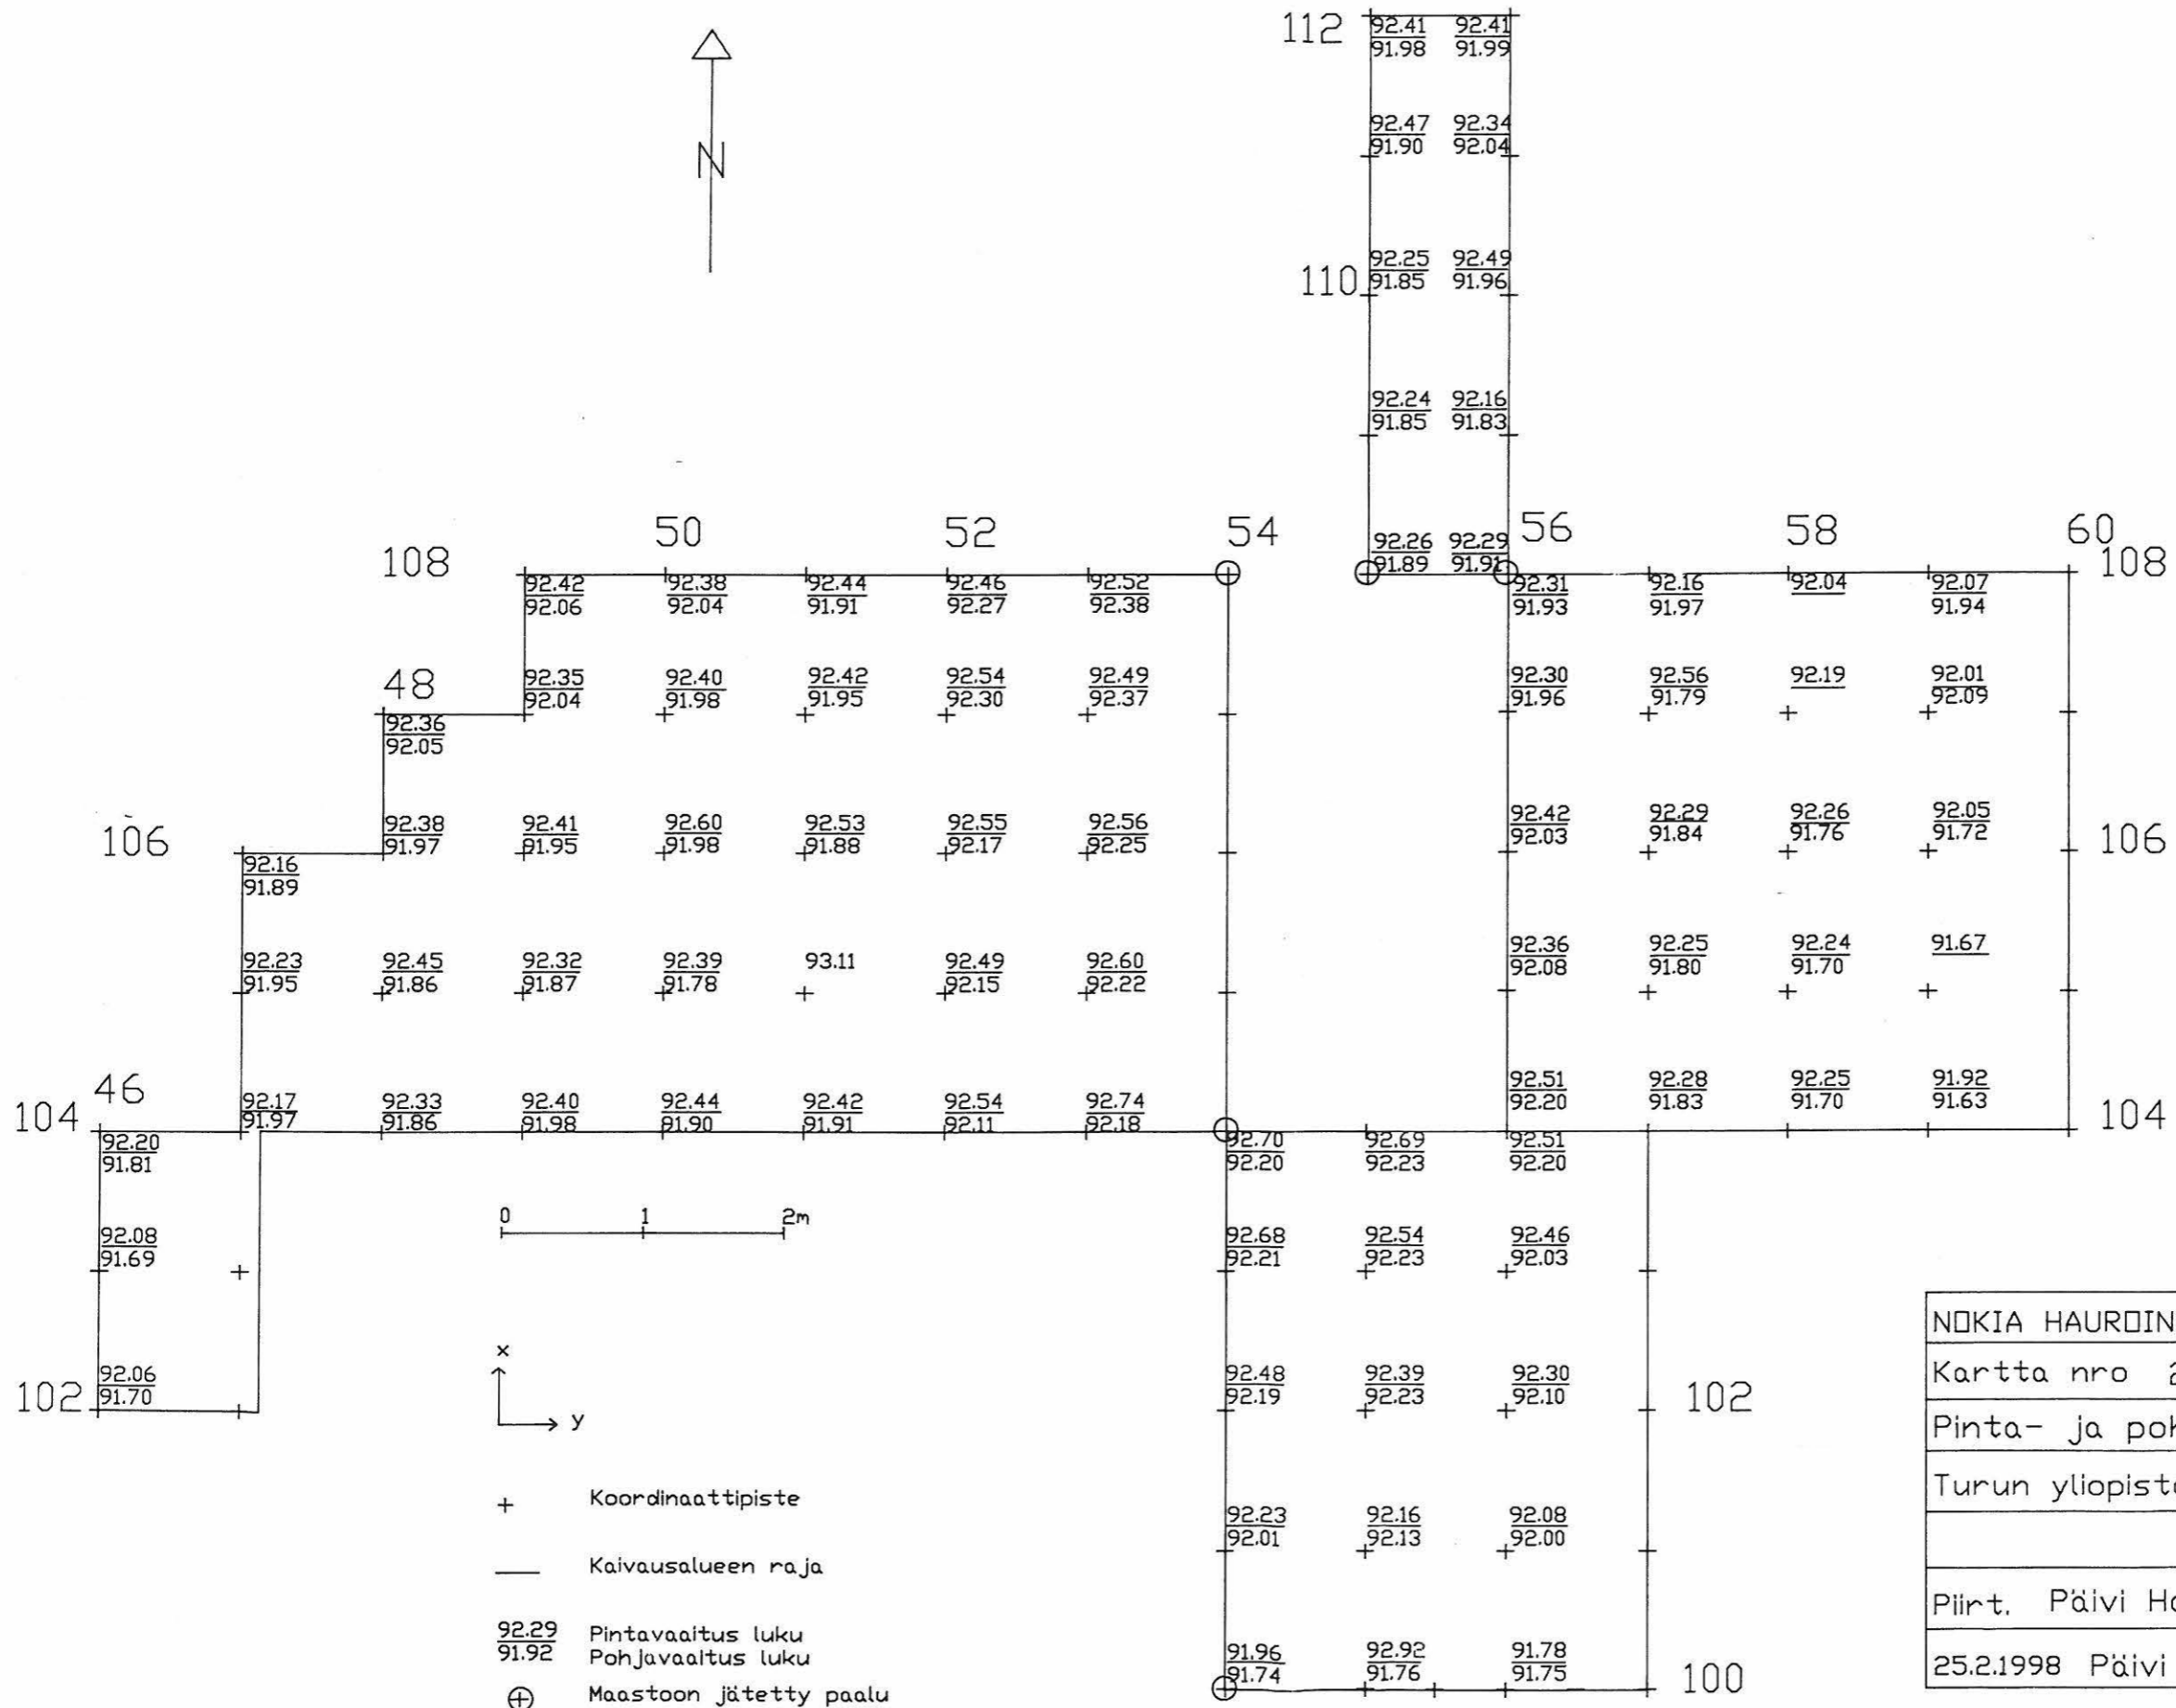 112 92.41 92.41
91.98 91.99
N
92.47 92.34
91.90 92.04
92.25 92.49
110 91.85 91.96
92.24 92.16
91.85 91.83
50 52 54 56 58 60
92.26 92.29
91.89 91.91
108 108
92.42 92.38 92.44 92.46 92.52 92.31 92.16 92.04 92.07
92.06 92.04 91.91 92.27 92.38 91.93 91.97 91.94
48 92.35 92.40 92.42 92.54 92.49 92.30 92.56 92.19 92.01
92.04 91.98 91.95 92.30 92.37 91.96 91.79 92.09
92.36
92.05
92.38 92.41 92.60 92.53 92.55 92.56 92.42 92.29 92.26 92.05
106 91.97 91.95 91.98 91.88 92.17 92.25 92.03 91.84 91.76 91.72 106
92.16
91.89
92.23 92.45 92.32 92.39 93.11 92.49 92.60 92.36 92.25 92.24 91.67
91.95 91.86 91.87 91.78 92.15 92.22 92.08 91.80 91.70
46
92.17 92.33 92.40 92.44 92.42 92.54 92.74 92.51 92.28 92.25 91.92
104 91.97 91.86 91.98 91.90 91.91 92.11 92.18 92.20 91.83 91.70 91.63 104
92.20 92.70 92.69 92.51
91.81 92.20 92.23 92.20
0 1 2m
92.08 92.68 92.54 92.46
91.69 92.21 92.23 92.03
92.06 92.48 92.39 92.30
102 91.70 92.19 92.23 92.10 102
x
y
92.23 92.16 92.08
92.01 92.13 92.00
91.96 92.92 91.78
91.74 91.76 91.75 100
Koordinaattipiste
Kaivausalueen raja
92.29 Pintavaaitus luku
91.92 Pohjavaaitus luku
Maastoon jätetty paalu
NOKIA HAUROIN
Kartta nro 2
Pinta- ja poh
Turun yliopisto
Piirt. Päivi Ha
25.2.1998 Päivi